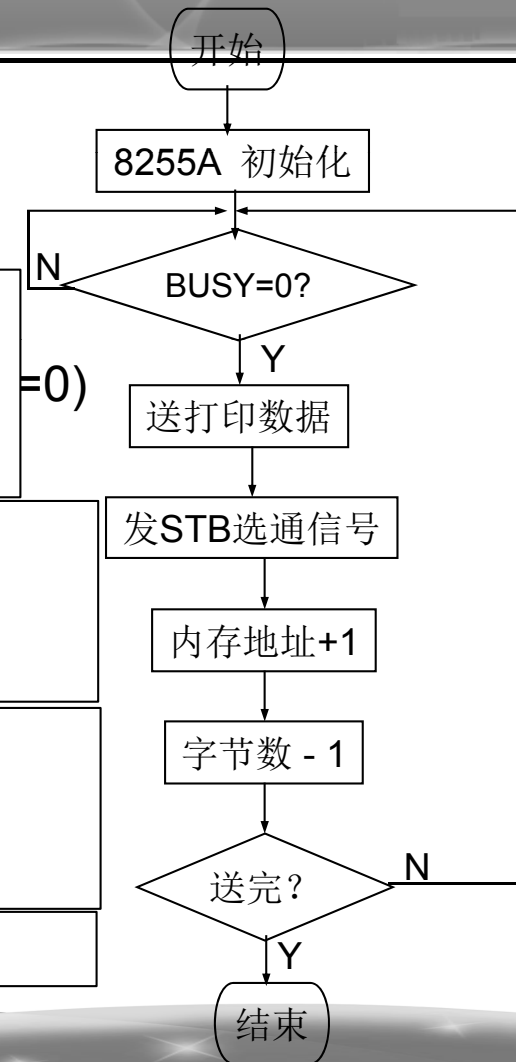 开始
8255A 初始化
N
BUSY=0?
Y
=0)
送打印数据
发STB选通信号
内存地址+1
字节数 - 1
送完?
N
Y
结束